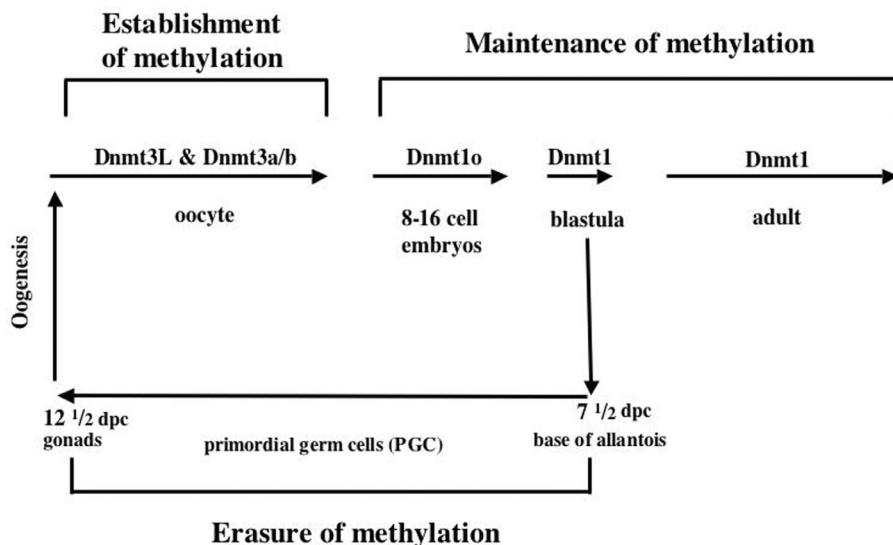 Establishment
of methylation
Maintenance of methylation
Dnmt3L & Dnmt3a/b
Dnmt1o
Dnmt1
Dnmt1
oocyte
8-16 cell
embryos
blastula
adult
Oogenesis
12 1/2 dpc
gonads
primordial germ cells (PGC)
7 1/2 dpc
base of allantois
Erasure of methylation